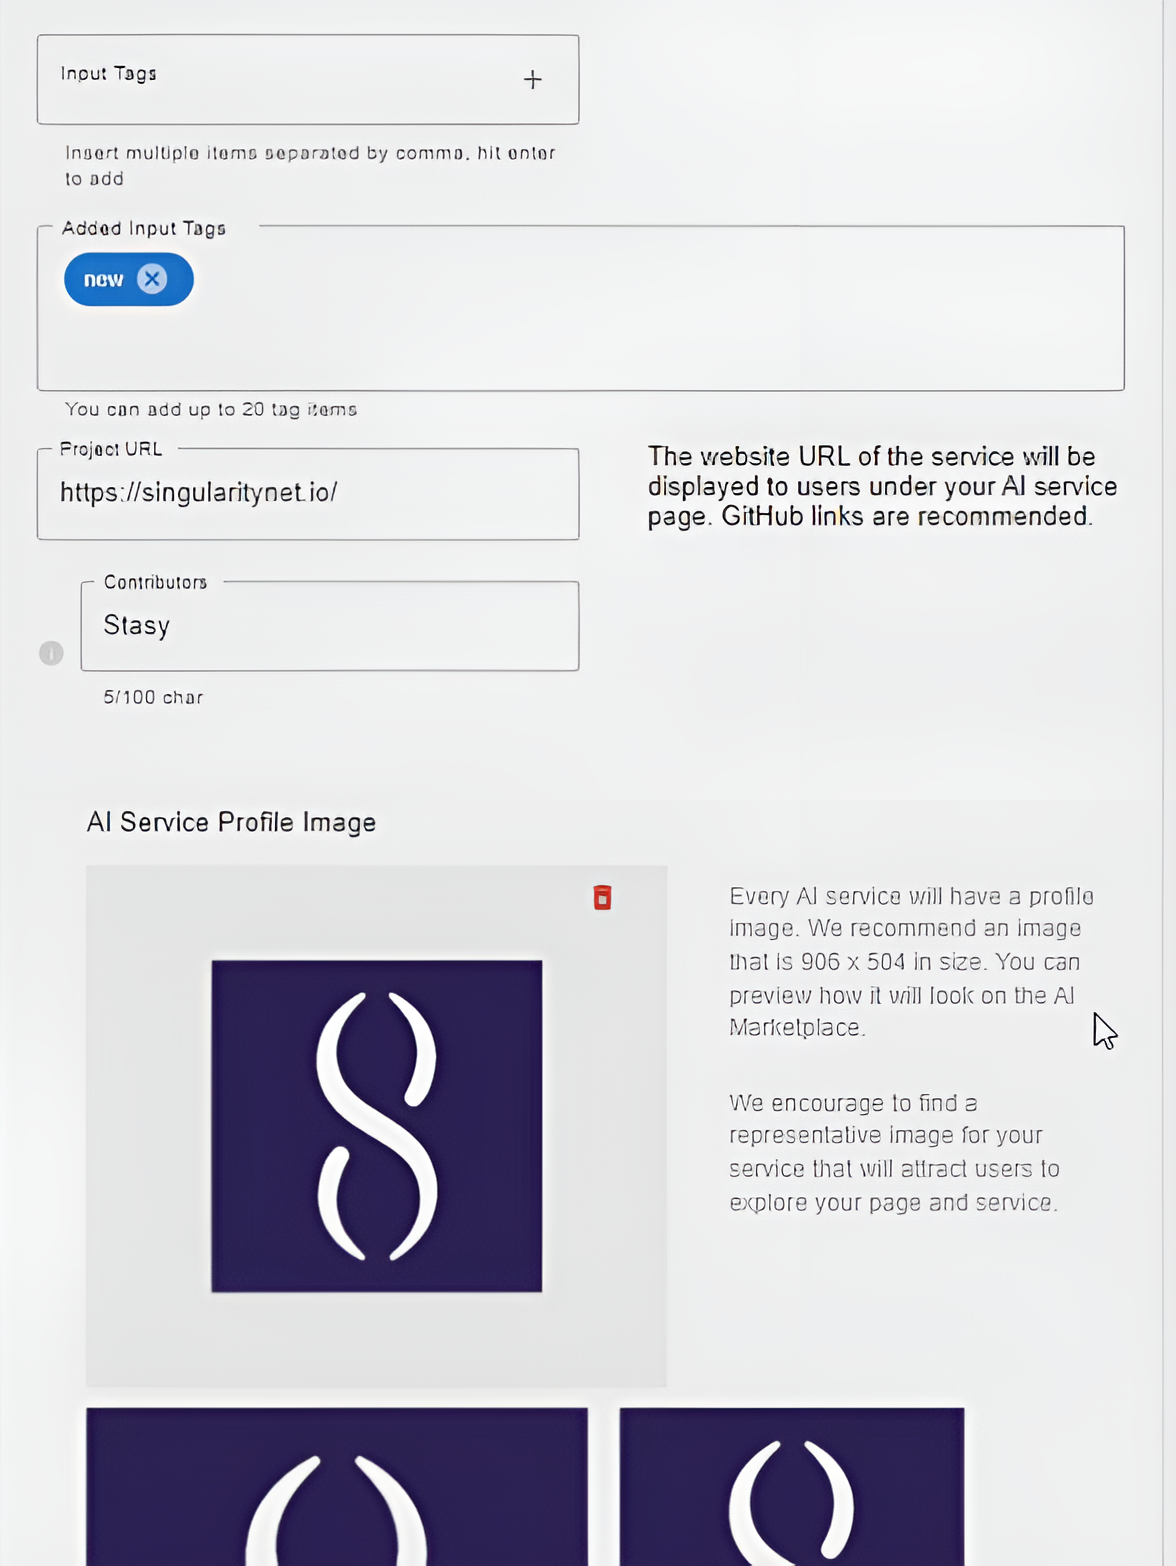 Input Tags
Insert multiple items separated by comma, hit enter
to add
Added Input Tags
new
You can add up to 20 tag items
Project URL
https://singularitynet.io/
The website URL of the service will be
displayed to users under your AI service
page. GitHub links are recommended.
Contributors
Stasy
5/100 char
AI Service Profile Image
Every AI service will have a profile
image. We recommend an image
that is 906 x 504 in size. You can
preview how it will look on the AI
Marketplace.
We encourage to find a
representative image for your
service that will attract users to
explore your page and service.